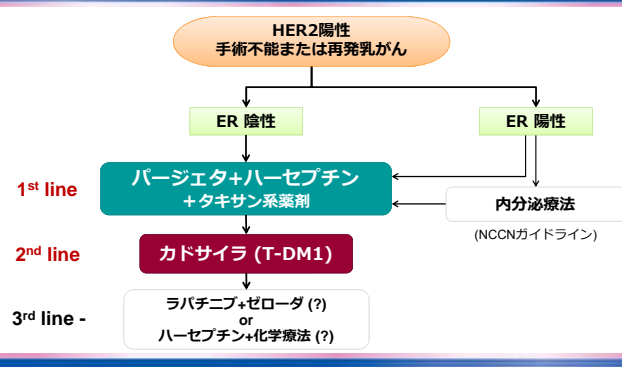 HER2陽性
手術不能または再発乳がん
ER 陰性
ER 陽性
1st line
パージェタ+ハーセプチン
+タキサン系薬剤
内分泌療法
(NCCNガイドライン)
2nd line
カドサイラ (T-DM1)
3rd line -
ラパチニブ+ゼローダ (?)
or
ハーセプチン+化学療法 (?)